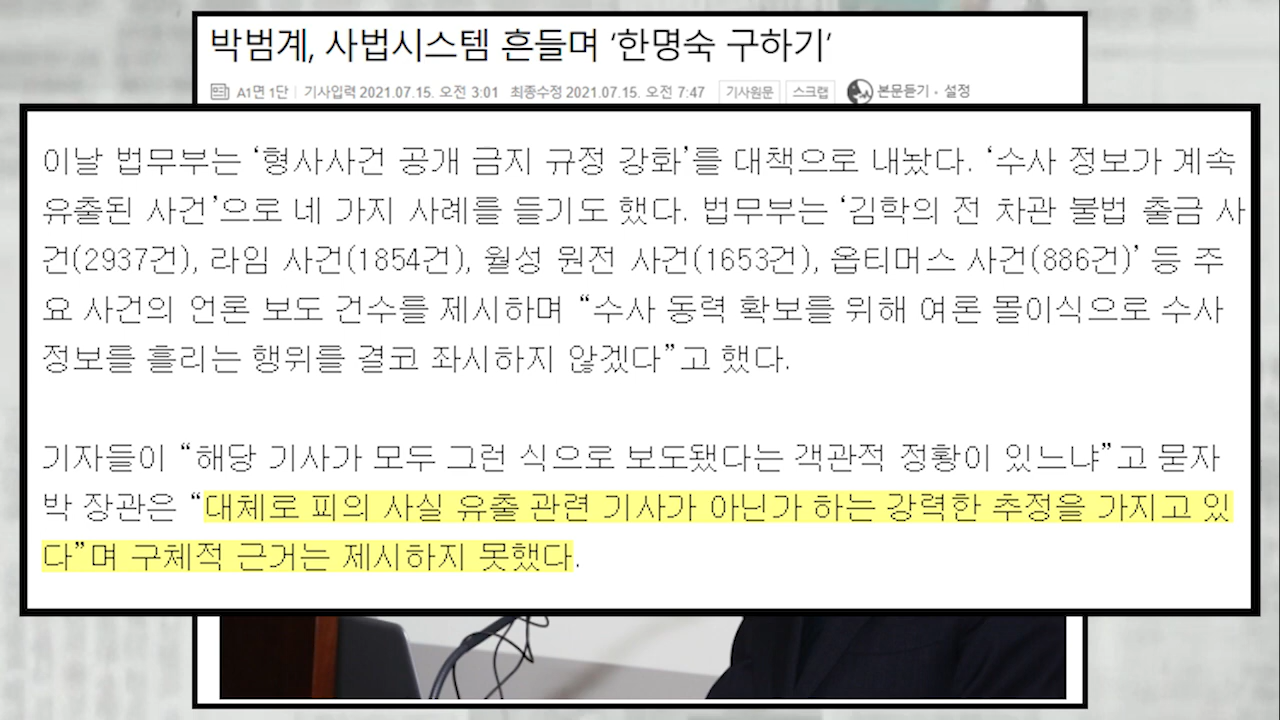 박범계, 사법시스템 흔들며 ‘한명숙 구하기’
A1면 1단 기사입력 2021.07.15. 오전 3:01 최종수정 2021.07.15. 오전 7:47 기사원문 스크랩 본문듣기 · 설정
이날 법무부는 ‘형사사건 공개 금지 규정 강화’를 대책으로 내놨다. ‘수사 정보가 계속
유출된 사건’으로 네 가지 사례를 들기도 했다. 법무부는 ‘김학의 전 차관 불법 출금 사
건(2937건), 라임 사건(1854건), 월성 원전 사건(1653건), 옵티머스 사건(886건)’ 등 주
요 사건의 언론 보도 건수를 제시하며 “수사 동력 확보를 위해 여론 몰이식으로 수사
정보를 흘리는 행위를 결코 좌시하지 않겠다”고 했다.
기자들이 “해당 기사가 모두 그런 식으로 보도됐다는 객관적 정황이 있느냐”고 묻자
박 장관은 “대체로 피의 사실 유출 관련 기사가 아닌가 하는 강력한 추정을 가지고 있
다”며 구체적 근거는 제시하지 못했다.